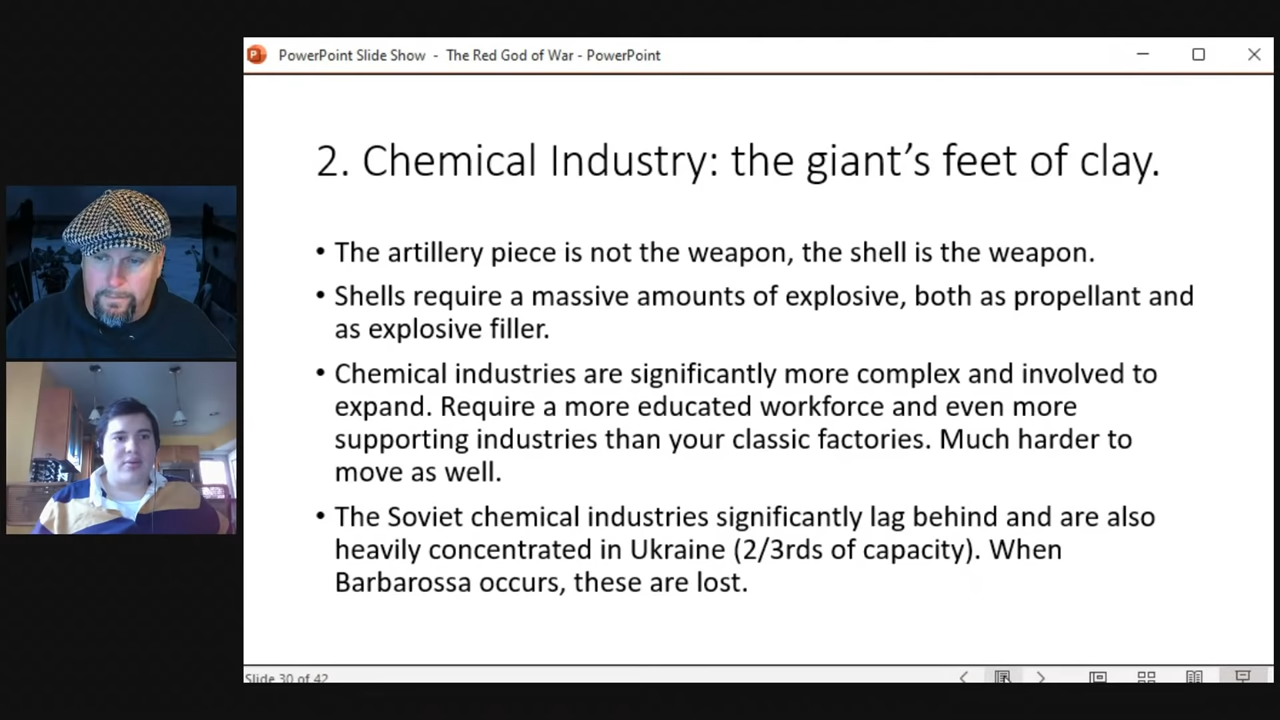 PowerPoint Slide Show - The Red God of War - PowerPoint
2. Chemical Industry: the giant's feet of clay.
• The artillery piece is not the weapon, the shell is the weapon.
• Shells require a massive amounts of explosive, both as propellant and
as explosive filler.
• Chemical industries are significantly more complex and involved to
expand. Require a more educated workforce and even more
supporting industries than your classic factories. Much harder to
move as well.
• The Soviet chemical industries significantly lag behind and are also
heavily concentrated in Ukraine (2/3rds of capacity). When
Barbarossa occurs, these are lost.
Slide 30 of 42